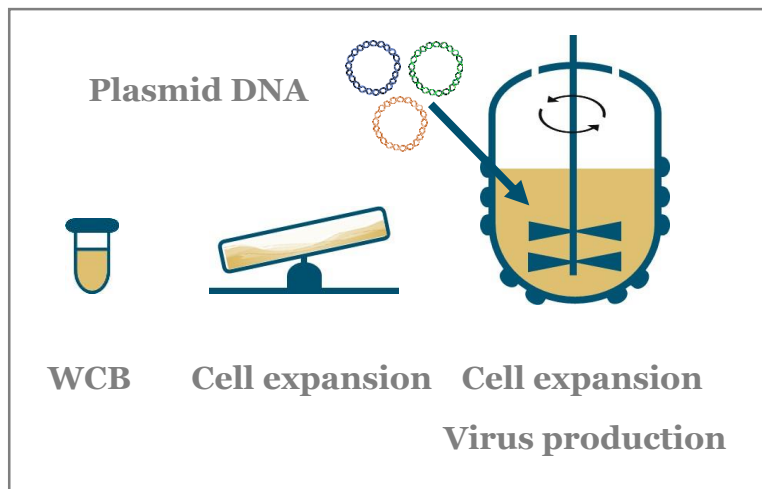 Plasmid DNA
WCB
Cell expansion
Cell expansion
Virus production